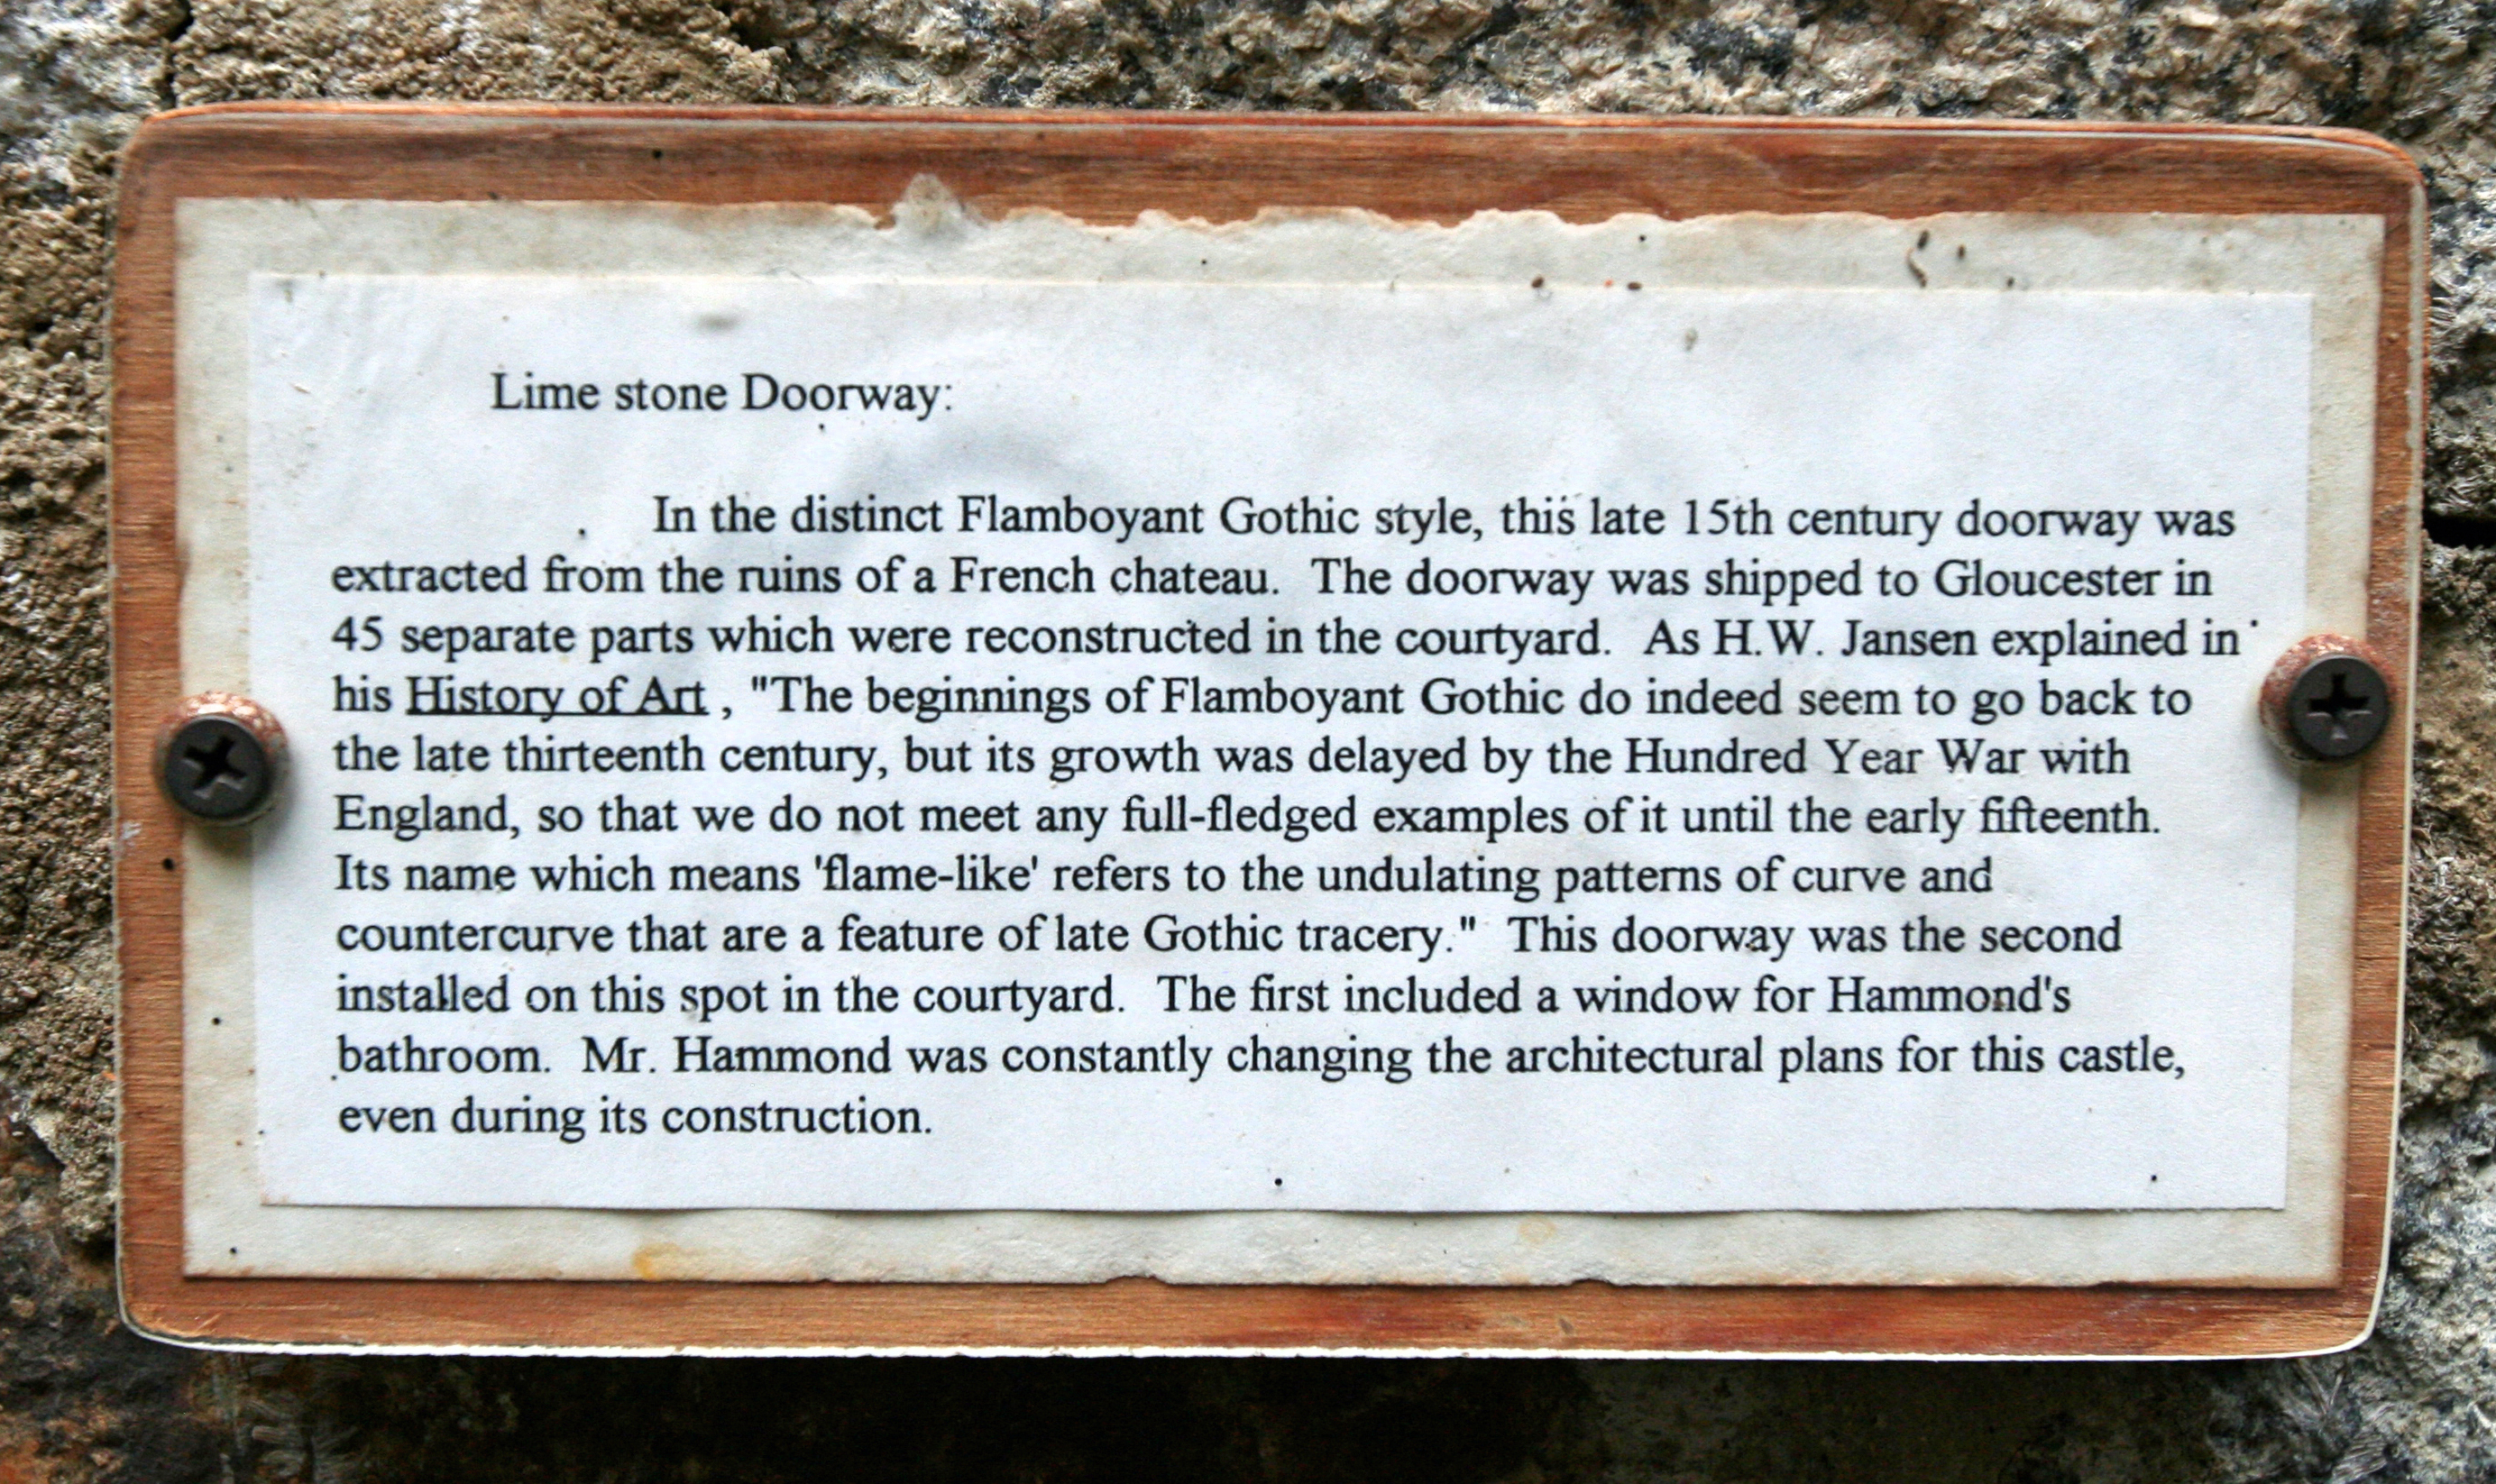 Lime stone Doorway:
In the distinct Flamboyant Gothic style, this late 15th century doorway was
extracted from the ruins of a French chateau. The doorway was shipped to Gloucester in
45 separate parts which were reconstructed in the courtyard. As H.W. Jansen explained in
his History of Art , "The beginnings of Flamboyant Gothic do indeed seem to go back to
the late thirteenth century, but its growth was delayed by the Hundred Year War with
England, so that we do not meet any full-fledged examples of it until the early fifteenth.
Its name which means 'flame-like' refers to the undulating patterns of curve and
countercurve that are a feature of late Gothic tracery." This doorway was the second
installed on this spot in the courtyard. The first included a window for Hammond's
bathroom. Mr. Hammond was constantly changing the architectural plans for this castle,
even during its construction.